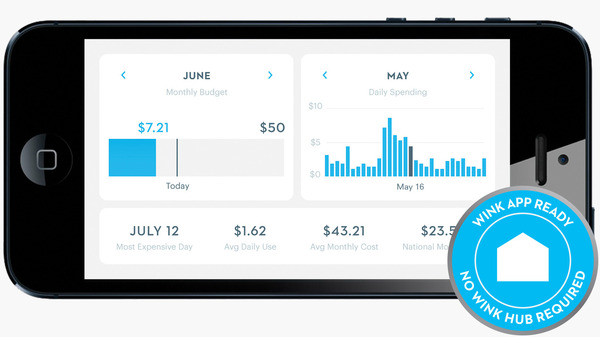 JUNE
Monthly Budget
$7.21
$50
Today
MAY
Daily Spending
$10
$5
$0
May 16
JULY 12
Most Expensive Day
$1.62
Avg Daily Use
$43.21
Avg Monthly Cost
$23.5
National Mo
WINK APP READY
NO WINK HUB REQUIRED